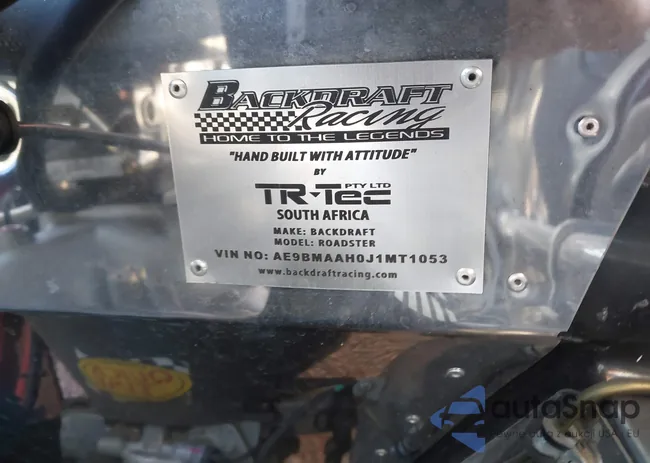 BACKDRAFT
Racing
HOME TO THE LEGENDS
"HAND BUILT WITH ATTITUDE"
BY
TR-Tec PTY LTD
SOUTH AFRICA
MAKE: BACKDRAFT
MODEL: ROADSTER
VIN NO: AE9BMAAH0J1MT1053
www.backdraftracing.com
autoSnap